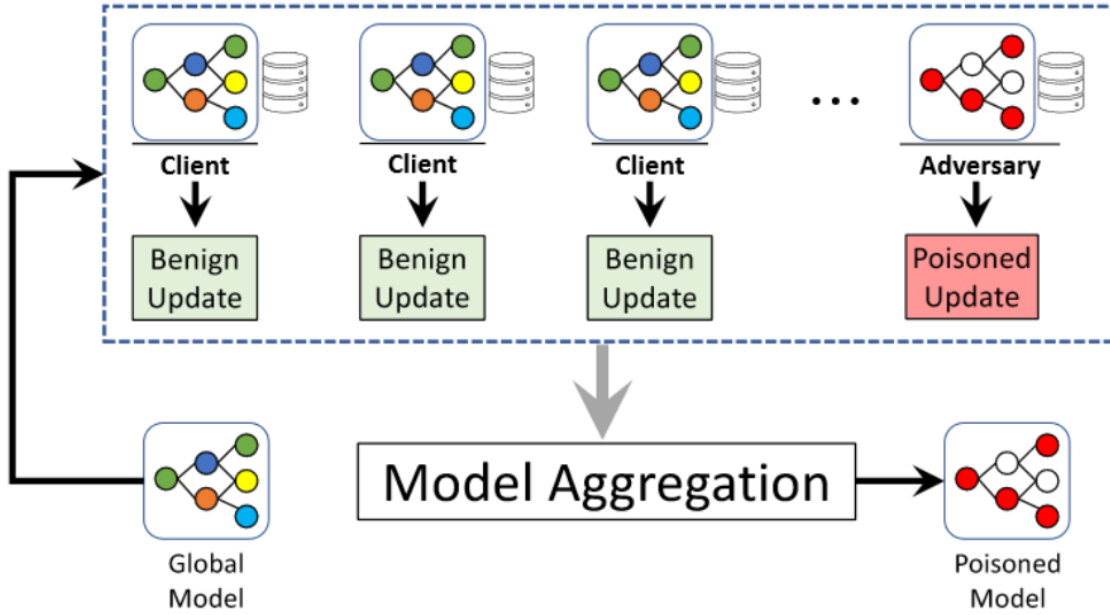 Client
Client
Client
Adversary
Benign
Update
Benign
Update
Benign
Update
Poisoned
Update
Model Aggregation
Global
Model
Poisoned
Model